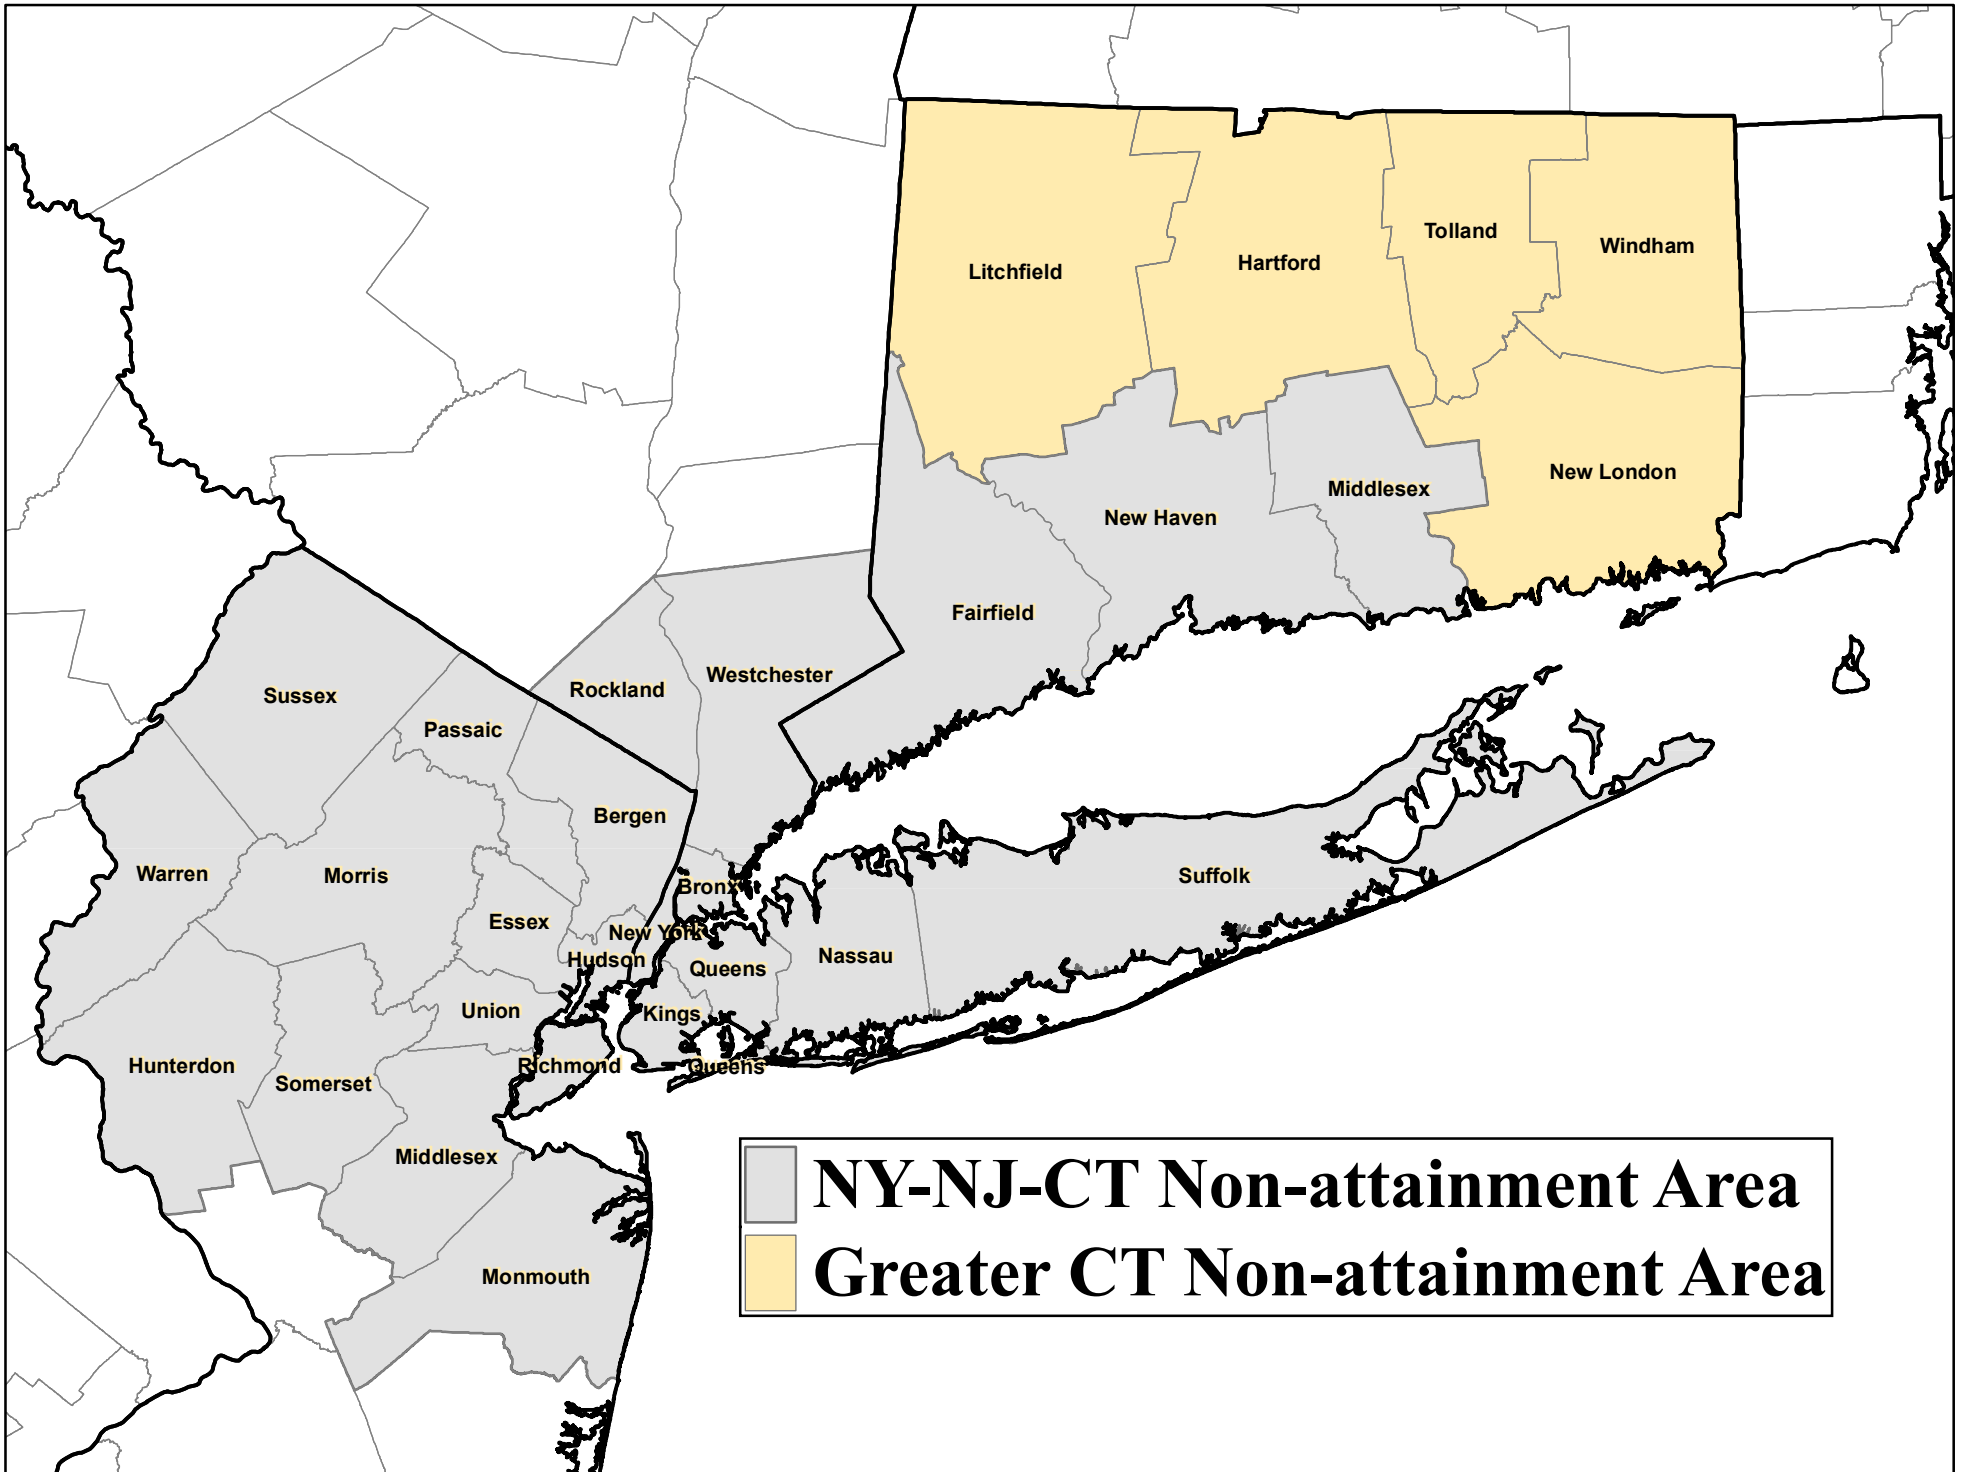 Litchfield
Hartford
Tolland
Windham
New London
Middlesex
New Haven
Fairfield
Westchester
Rockland
Sussex
Passaic
Bergen
Warren
Morris
Essex
Bronx
New York
Hudson
Queens
Nassau
Suffolk
Union
Kings
Hunterdon
Somerset
Richmond
Queens
Middlesex
Monmouth
NY-NJ-CT Non-attainment Area
Greater CT Non-attainment Area